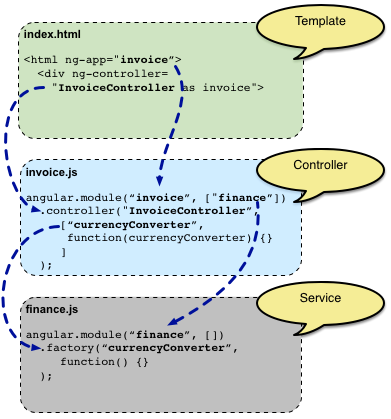 Template
index.html
<html ng-app="invoice">
<div ng-controller=
"InvoiceController as invoice">
Controller
invoice.js
angular.module(“invoice”, ["finance"])
.controller("InvoiceController”,
[“currencyConverter”,
function(currencyConverter) {}
]
);
Service
finance.js
angular.module(“finance”, [])
.factory(“currencyConverter”,
function() {}
);